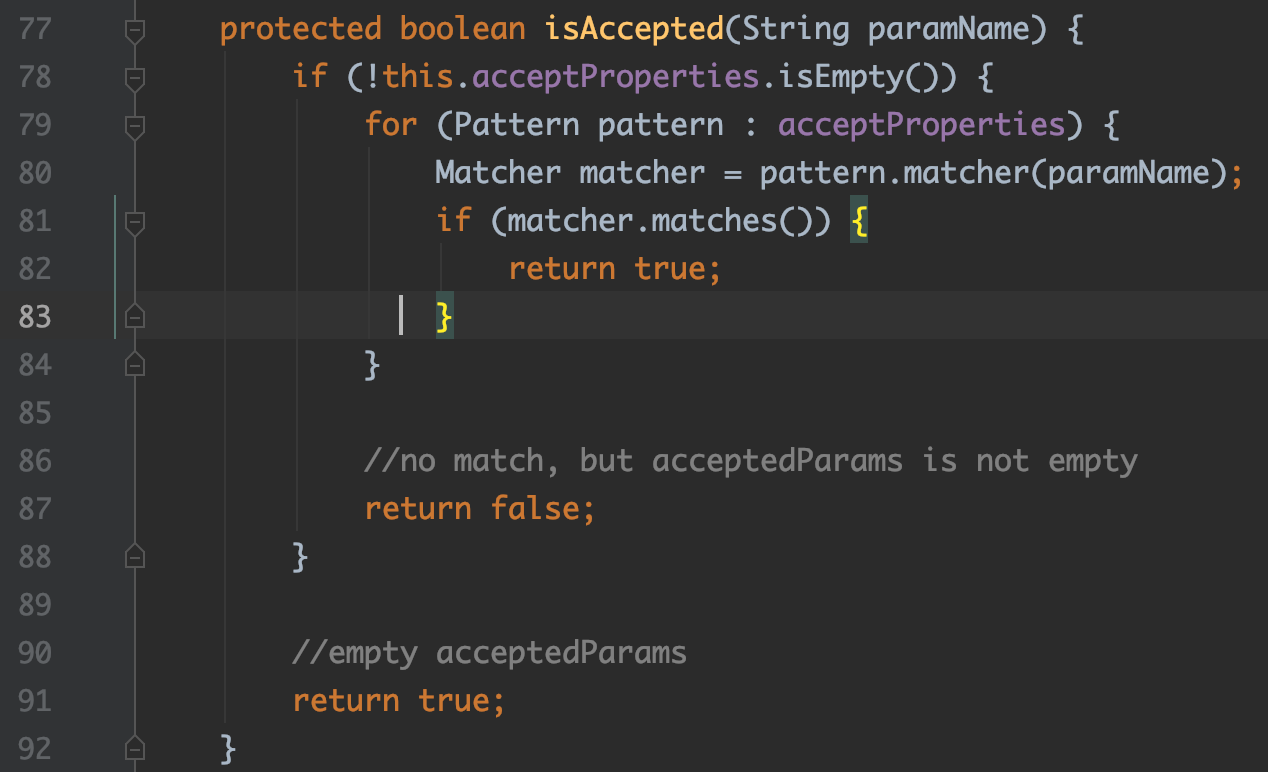 77 protected boolean isAccepted(String paramName) {
78 if (!this.acceptProperties.isEmpty()) {
79 for (Pattern pattern : acceptProperties) {
80 Matcher matcher = pattern.matcher(paramName);
81 if (matcher.matches()) {
82 return true;
83 }
84 }
85
86 //no match, but acceptedParams is not empty
87 return false;
88 }
89
90 //empty acceptedParams
91 return true;
92 }